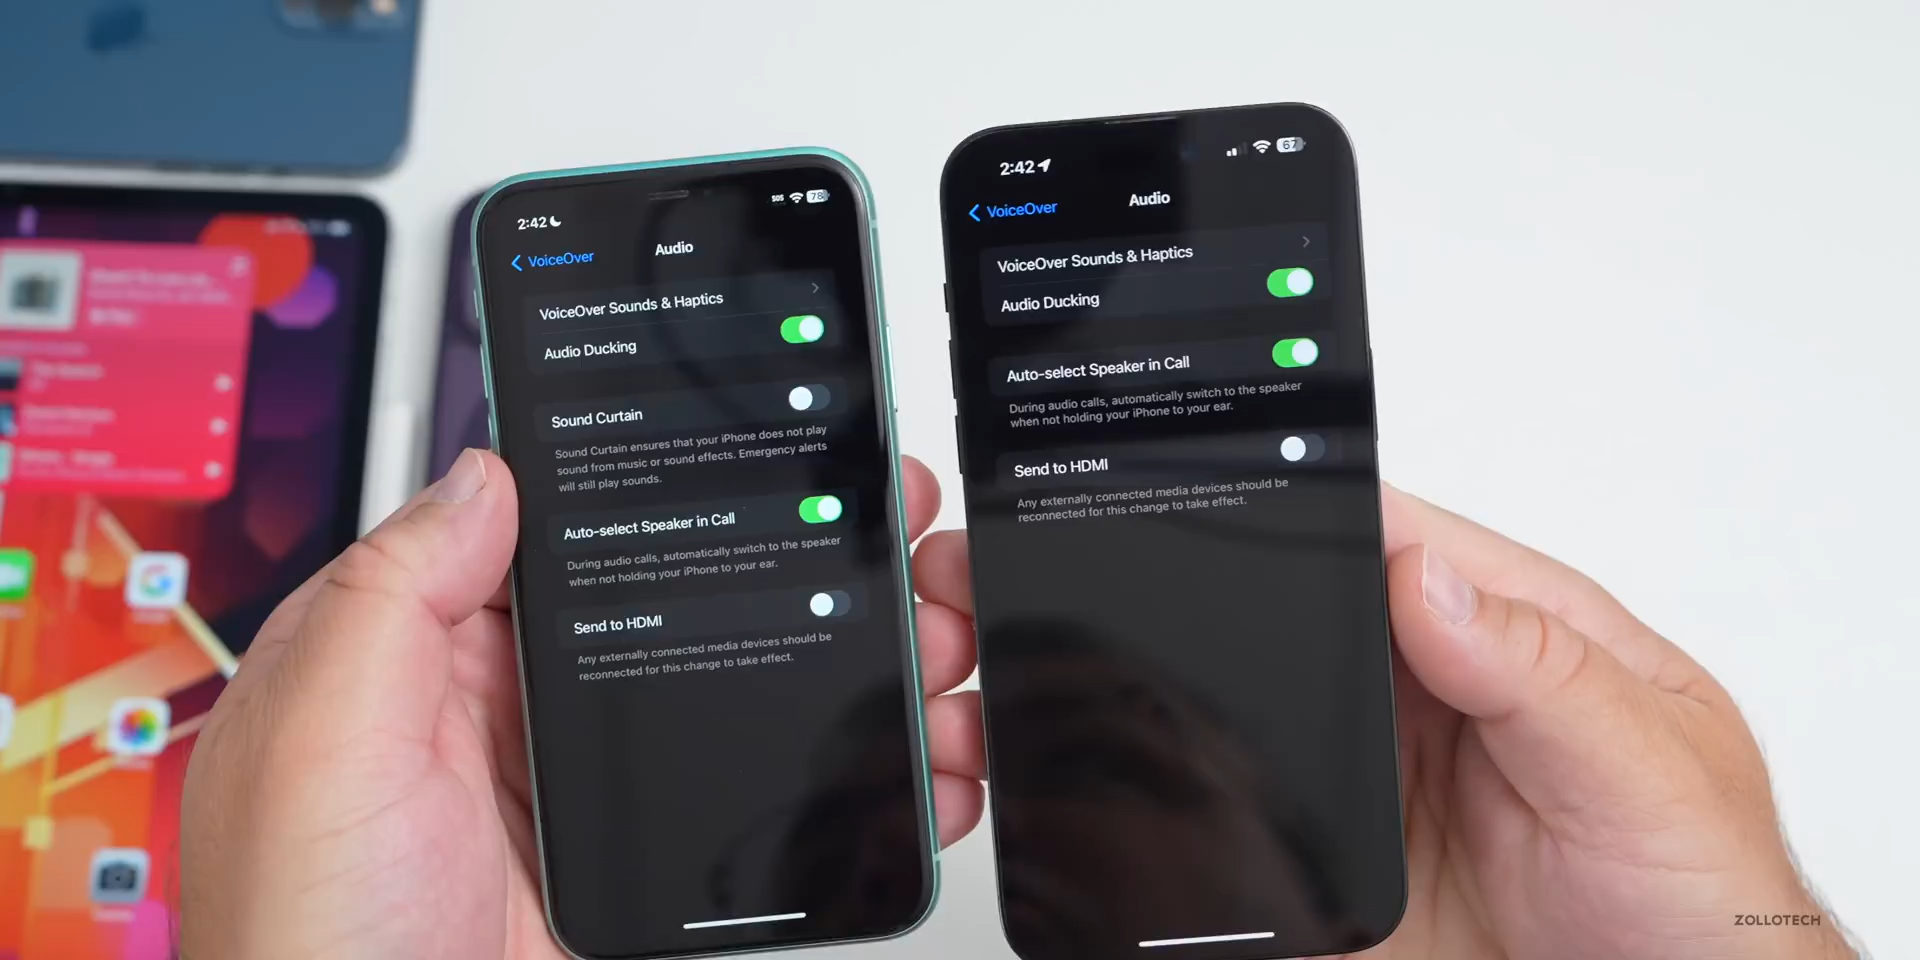 2:42
SOS
78
VoiceOver
Audio
VoiceOver Sounds & Haptics
Audio Ducking
Sound Curtain
Sound Curtain ensures that your iPhone does not play
sound from music or sound effects. Emergency alerts
will still play sounds.
Auto-select Speaker in Call
During audio calls, automatically switch to the speaker
when not holding your iPhone to your ear.
Send to HDMI
Any externally connected media devices should be
reconnected for this change to take effect.
2:42
67
VoiceOver
Audio
VoiceOver Sounds & Haptics
Audio Ducking
Auto-select Speaker in Call
During audio calls, automatically switch to the speaker
when not holding your iPhone to your ear.
Send to HDMI
Any externally connected media devices should be
reconnected for this change to take effect.
ZOLLOTECH